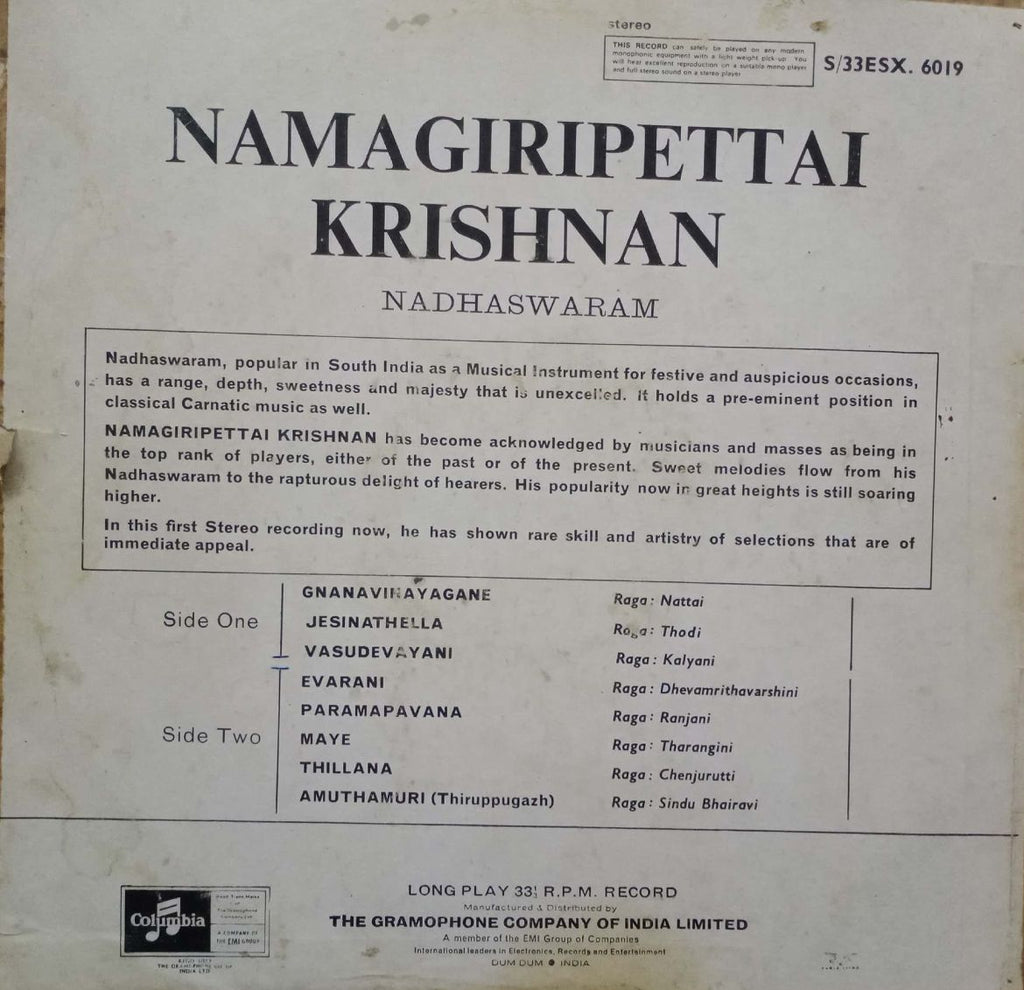 stereo
THIS RECORD can safely be played on any modern
monophonic equipment with a light weight pick-up. You
will hear excellent reproduction on a suitable mono player
and full stereo sound on a stereo player
S/33ESX. 6019
NAMAGIRIPETTAI
KRISHNAN
NADHASWARAM
Nadhaswaram, popular in South India as a Musical Instrument for festive and auspicious occasions,
has a range, depth, sweetness and majesty that is unexcelled. It holds a pre-eminent position in
classical Carnatic music as well.
NAMAGIRIPETTAI KRISHNAN has become acknowledged by musicians and masses as being in
the top rank of players, either of the past or of the present. Sweet melodies flow from his
Nadhaswaram to the rapturous delight of hearers. His popularity now in great heights is still soaring
higher.
In this first Stereo recording now, he has shown rare skill and artistry of selections that are of
immediate appeal.
Side One
GNANAVINAYAGANE Raga: Nattai
JESINATHELLA Raga: Thodi
VASUDEVAYANI Raga: Kalyani
Side Two
EVARANI Raga: Dhevamrithavarshini
PARAMAPAVANA Raga: Ranjani
MAYE Raga: Tharangini
THILLANA Raga: Chenjurutti
AMUTHAMURI (Thiruppugazh) Raga: Sindu Bhairavi
Columbia
A COMPANY OF
THE EMI GROUP
INDIA LTD
LONG PLAY 33⅓ R.P.M. RECORD
Manufactured & Distributed by
THE GRAMOPHONE COMPANY OF INDIA LIMITED
A member of the EMI Group of Companies
International leaders in Electronics, Records and Entertainment
DUM DUM ● INDIA